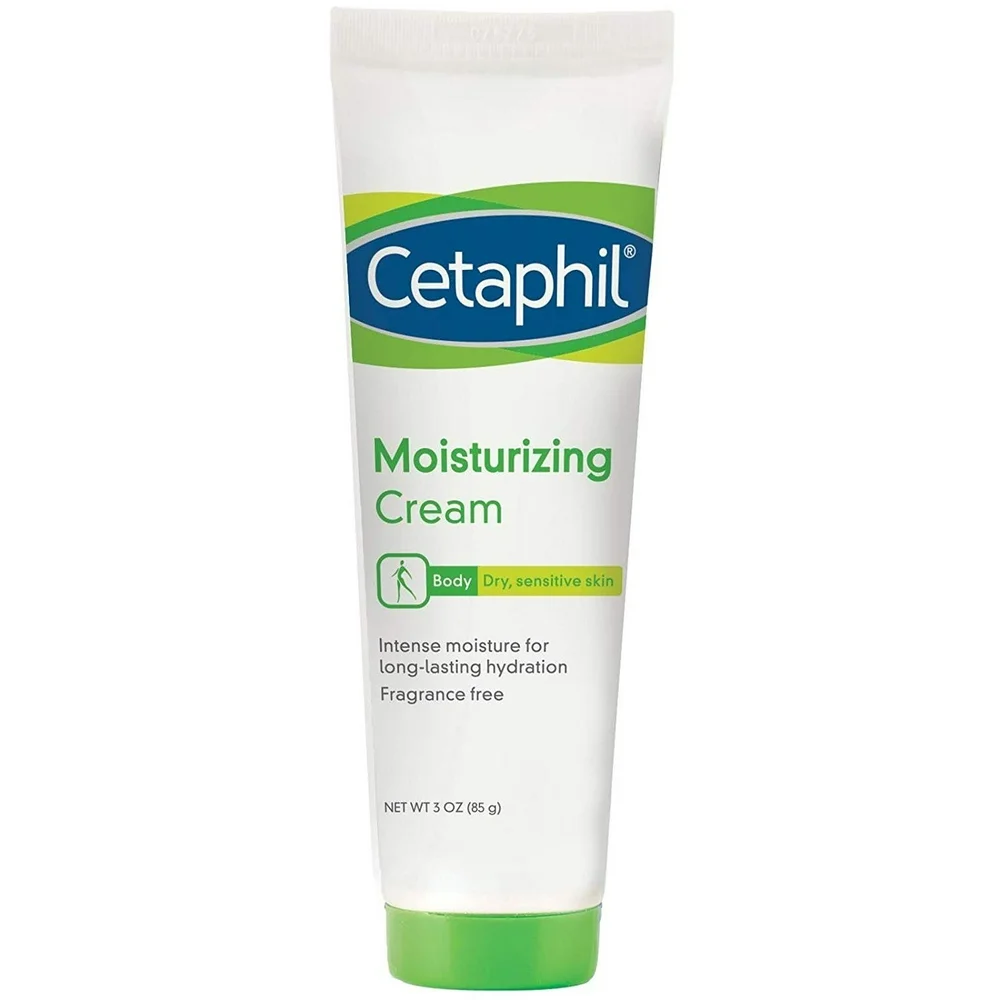 Cetaphil®
Moisturizing
Cream
Body Dry, sensitive skin
Intense moisture for
long-lasting hydration
Fragrance free
NET WT 3 OZ (85 g)